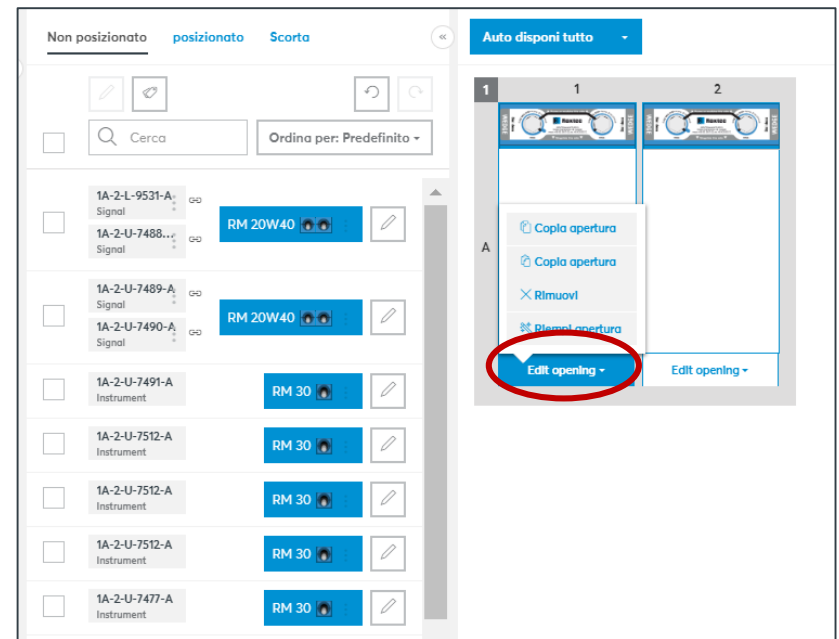 Non posizionato posizionato Scorta
Auto disponi tutto
Cerca
Ordina per: Predefinito
1A-2-L-9531-A
Signal
1A-2-U-7488...
Signal
RM 20W40
1A-2-U-7489-A
Signal
1A-2-U-7490-A
Signal
RM 20W40
1A-2-U-7491-A
Instrument
RM 30
1A-2-U-7512-A
Instrument
RM 30
1A-2-U-7512-A
Instrument
RM 30
1A-2-U-7512-A
Instrument
RM 30
1A-2-U-7477-A
Instrument
RM 30
1
1 2
Roxtec
Roxtec
A
Copia apertura
Copia apertura
Rimuovi
Riempi apertura
Edit opening
Edit opening